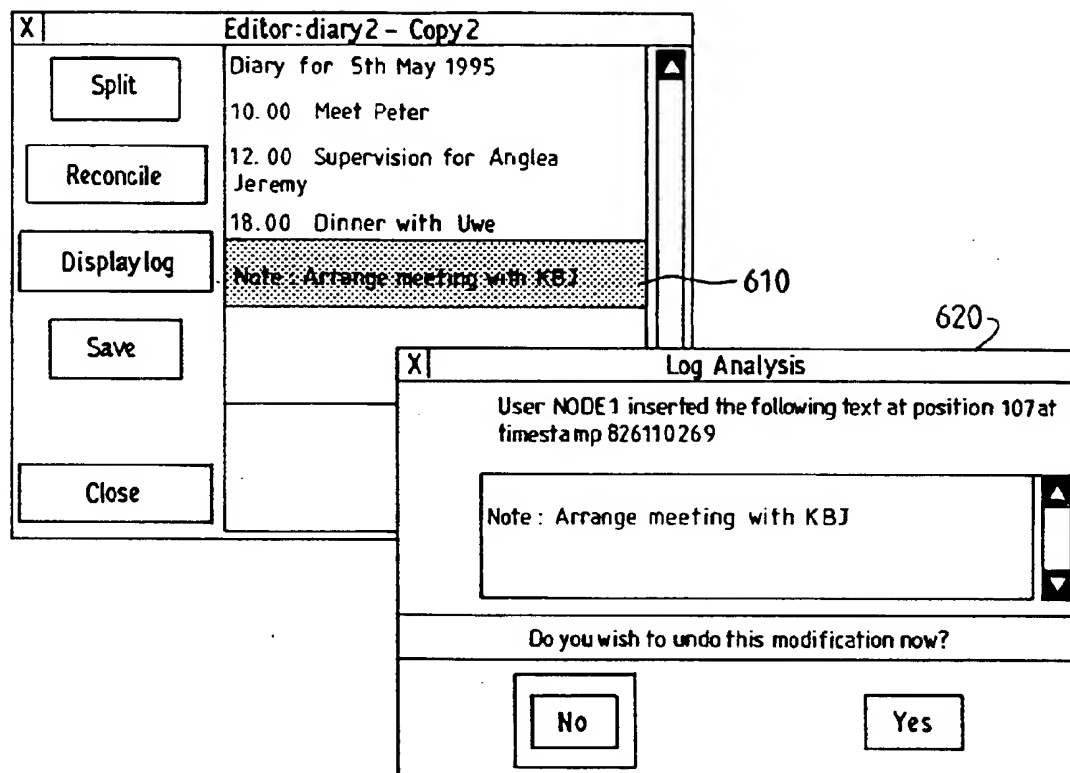 X
Editor:diary2 - Copy2
Split
Reconcile
Display log
Save
Close
Diary for 5th May 1995
10.00 Meet Peter
12.00 Supervision for Anglea
Jeremy
18.00 Dinner with Uwe
Note: Arrange meeting with KBJ
610
620
X
Log Analysis
User NODE1 inserted the following text at position 107 at
timestamp 826110269
Note: Arrange meeting with KBJ
Do you wish to undo this modification now?
No
Yes